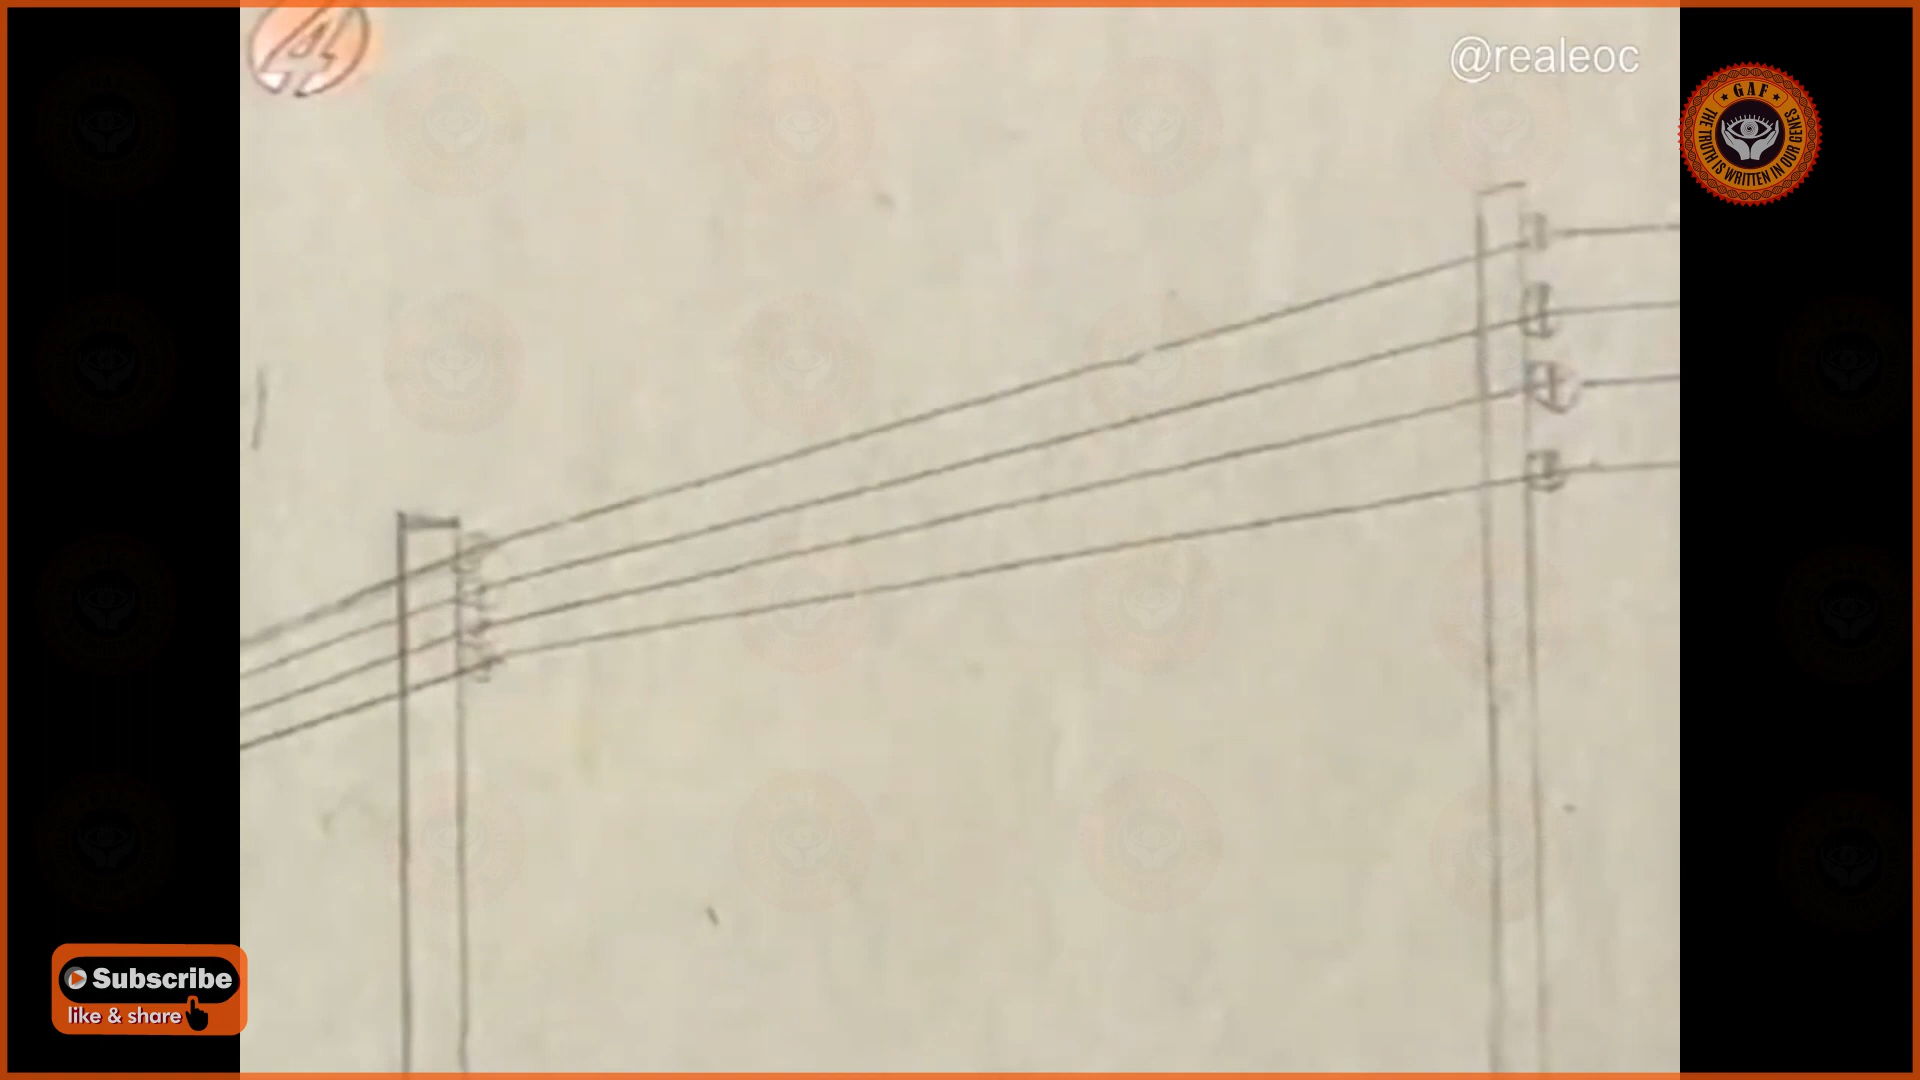 @realeoc
GAF
THE TRUTH IS WRITTEN IN OUR GENES
Subscribe
like & share